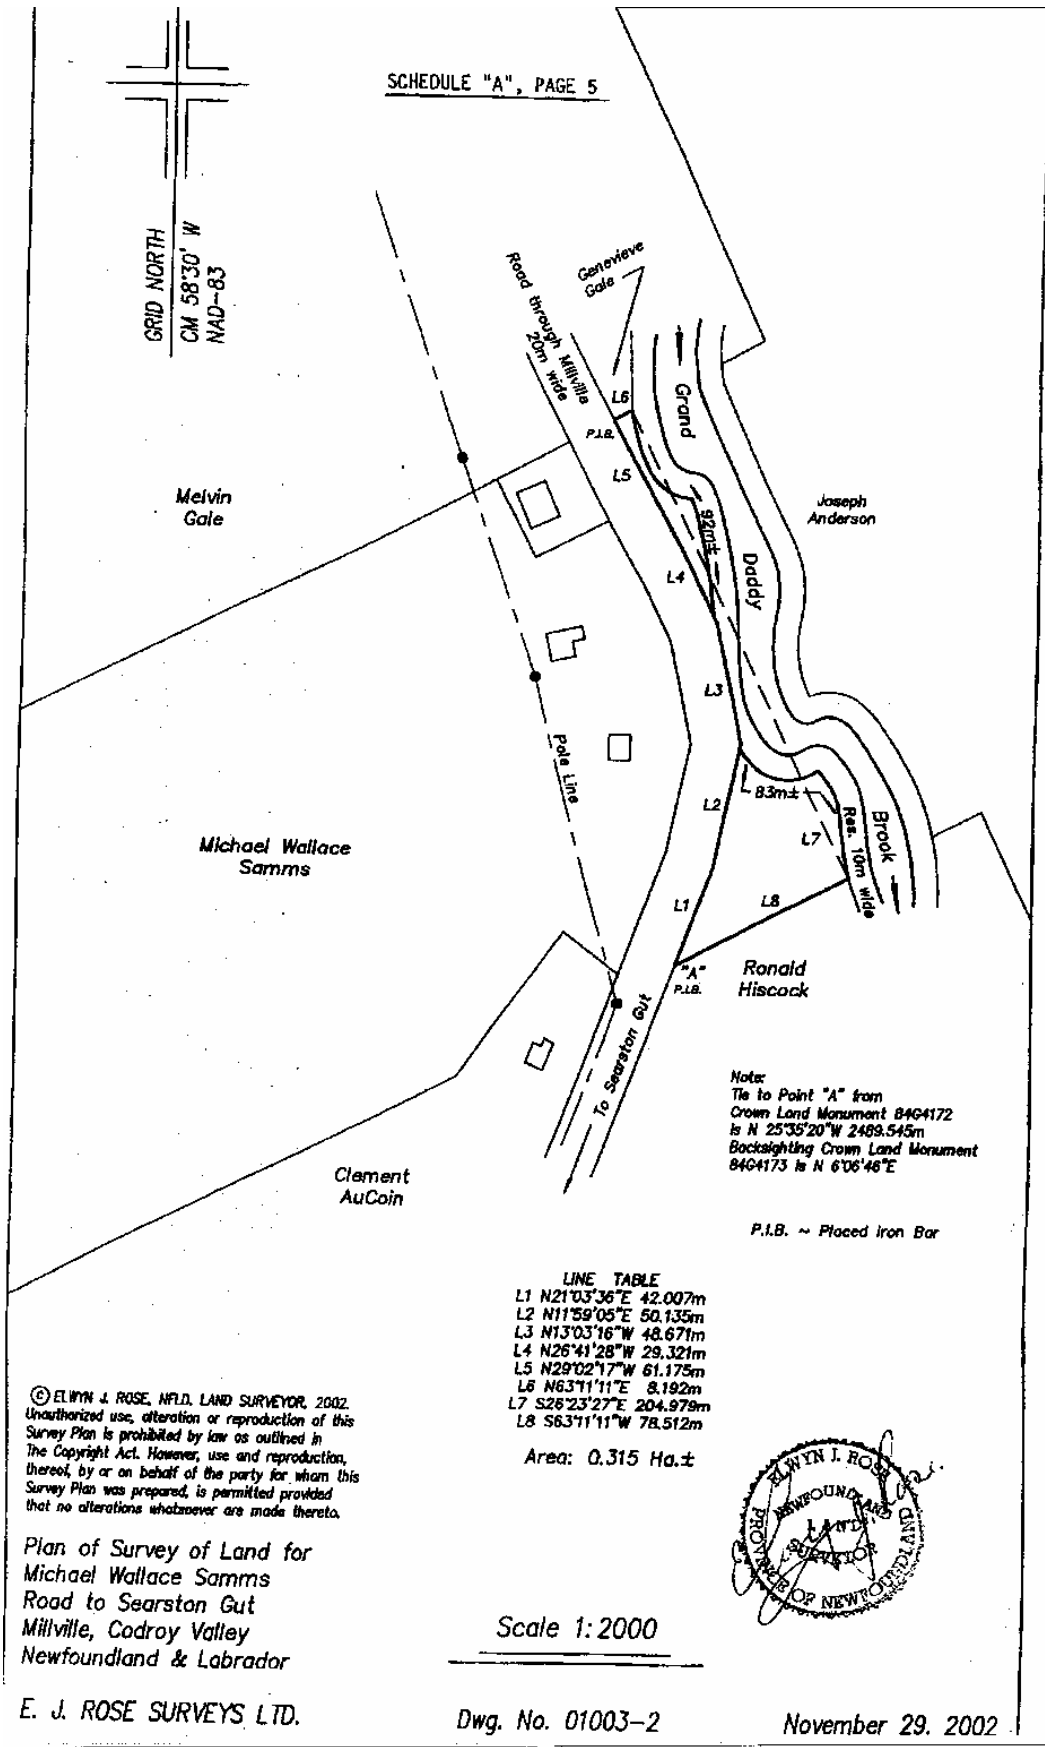 SCHEDULE "A", PAGE 5
GRID NORTH
CM 58°30' W
NAD-83
Road through Millville
20m wide
Genevieve
Gale
L6
P.I.B.
L5
Grand
Melvin
Gale
Joseph
Anderson
92m±
L4
Daddy
L3
Pole Line
L2
83m±
L7
Res. 10m wide
Brook
Michael Wallace
Samms
L1
L8
"A"
P.I.B.
Ronald
Hiscock
To Searston Gut
Note:
Tie to Point "A" from
Crown Land Monument 84G4172
is N 25°35'20"W 2489.545m
Backsighting Crown Land Monument
84G4173 is N 6°06'46"E
Clement
AuCoin
P.I.B. ~ Placed Iron Bar
LINE TABLE
L1 N21°03'36"E 42.007m
L2 N11°59'05"E 50.135m
L3 N13°03'16"W 48.671m
L4 N26°41'28"W 29.321m
L5 N29°02'17"W 61.175m
L6 N63°11'11"E 8.192m
L7 S26°23'27"E 204.979m
L8 S63°11'11"W 78.512m
Area: 0.315 Ha.±
© ELWYN J. ROSE, NFLD. LAND SURVEYOR, 2002.
Unauthorized use, alteration or reproduction of this
Survey Plan is prohibited by law as outlined in
The Copyright Act. However, use and reproduction,
thereof, by or on behalf of the party for whom this
Survey Plan was prepared, is permitted provided
that no alterations whatsoever are made thereto.
ELWYN J. ROSE
NEWFOUNDLAND
LAND
SURVEYOR
PROVINCE OF NEWFOUNDLAND
Plan of Survey of Land for
Michael Wallace Samms
Road to Searston Gut
Millville, Codroy Valley
Newfoundland & Labrador
Scale 1:2000
E. J. ROSE SURVEYS LTD.
Dwg. No. 01003-2
November 29. 2002